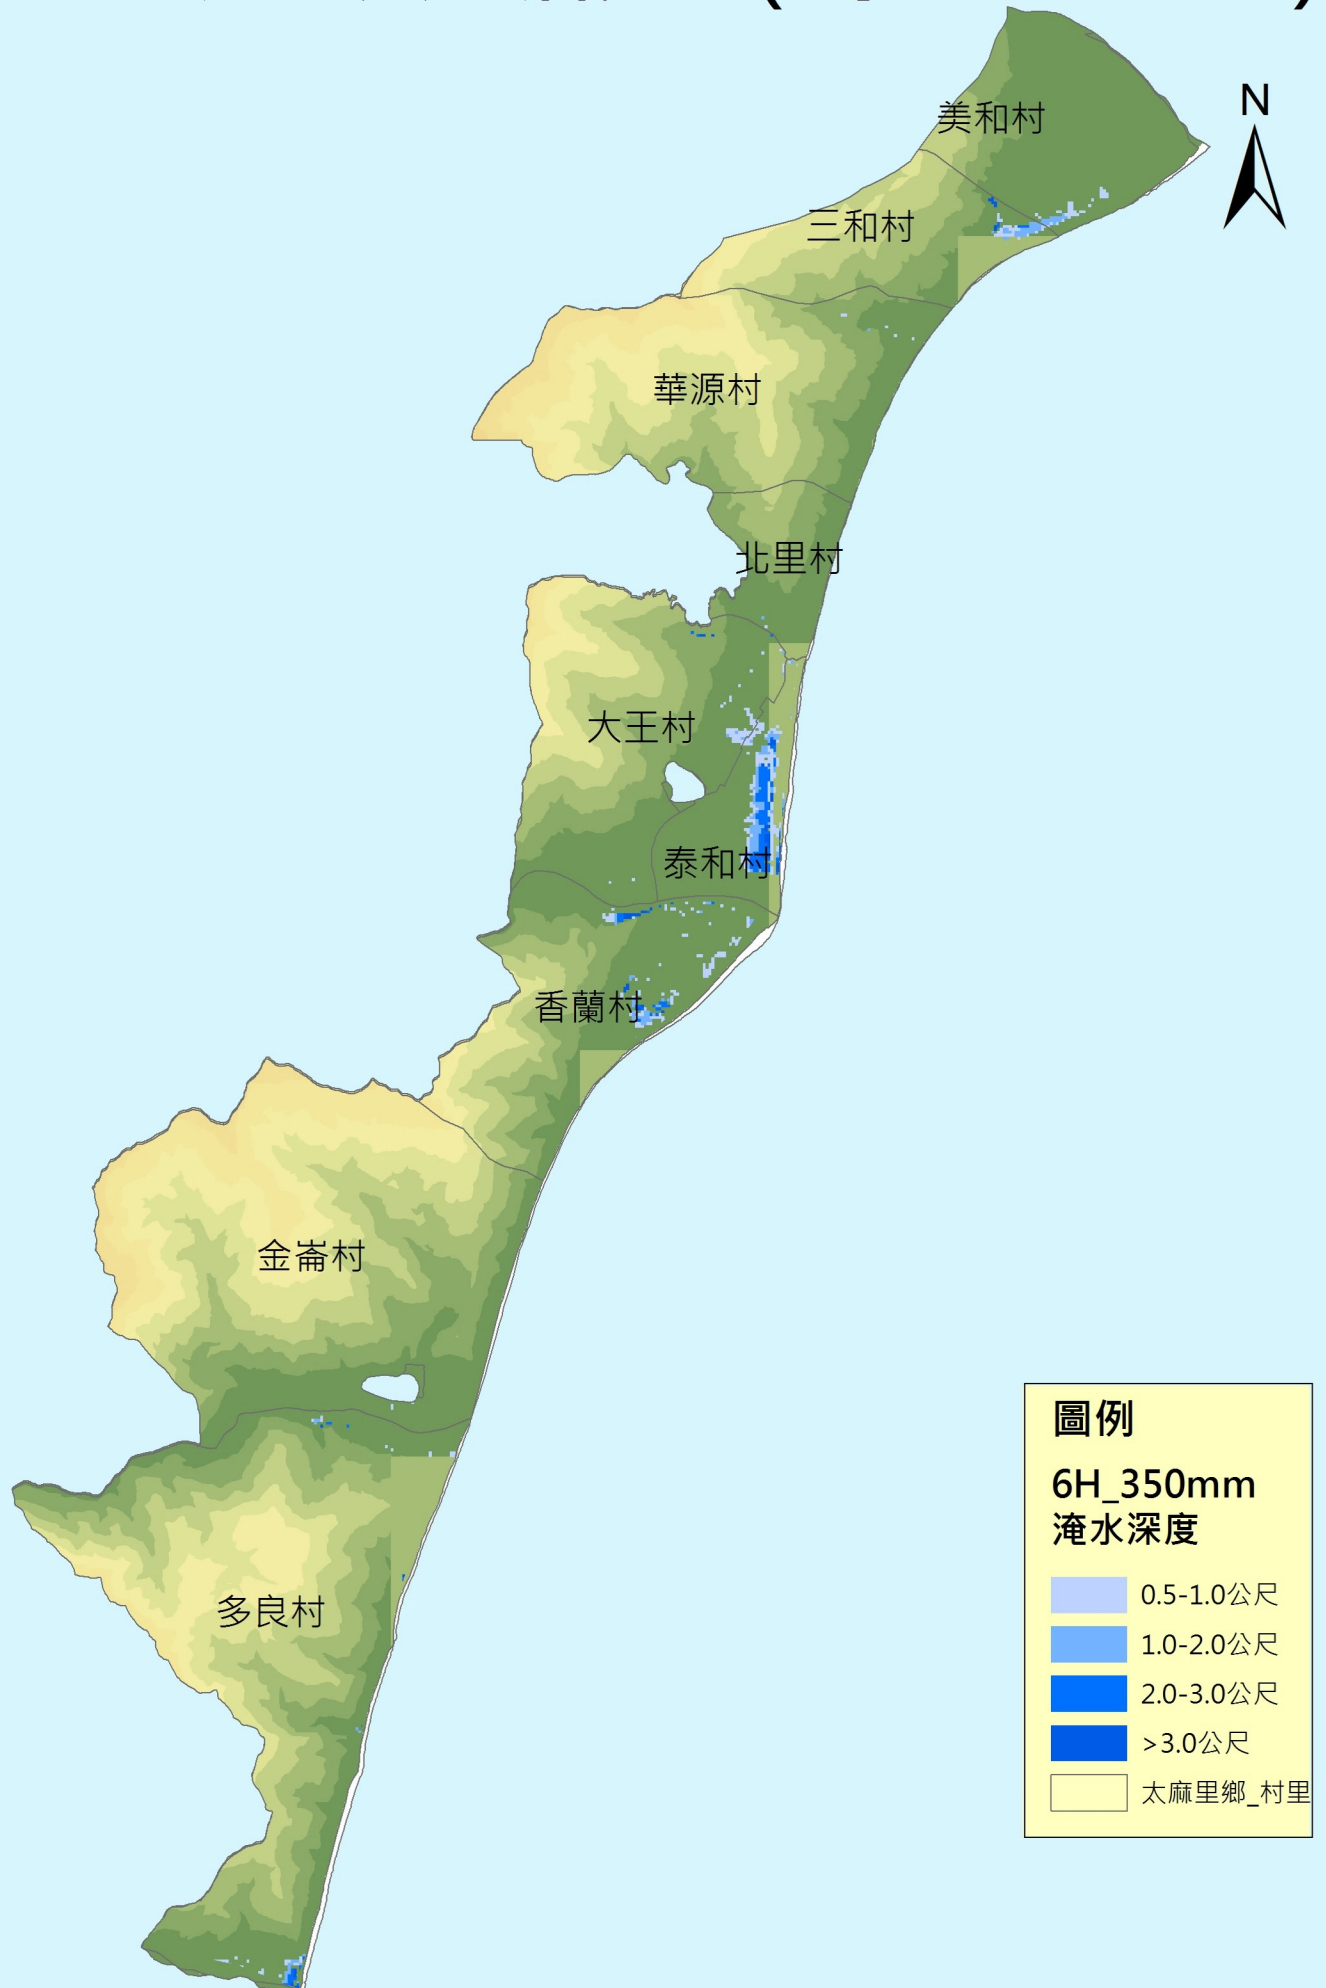 N
美和村
三和村
華源村
北里村
大王村
泰和村
香蘭村
金崙村
多良村
圖例
6H_350mm
淹水深度
0.5-1.0公尺
1.0-2.0公尺
2.0-3.0公尺
>3.0公尺
太麻里鄉_村里